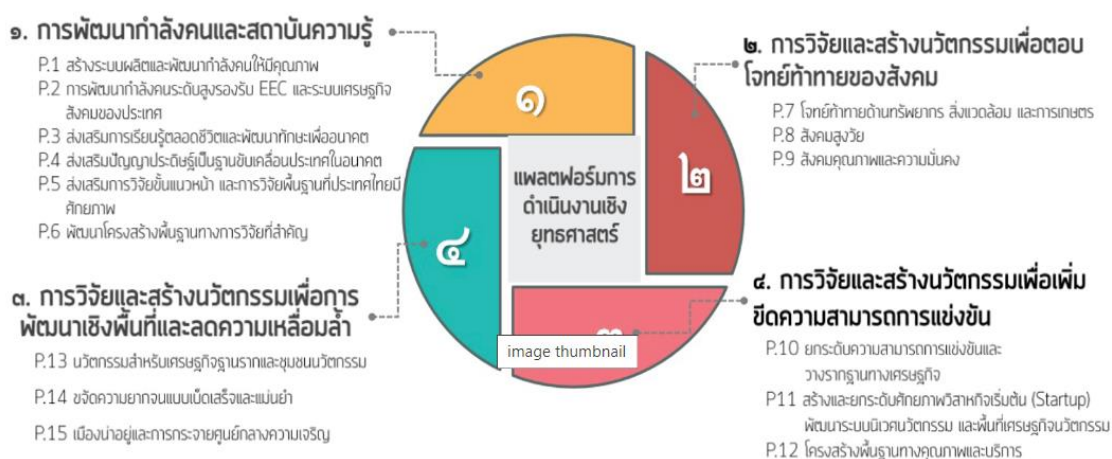 ๑. การพัฒนากำลังคนและสถาบันความรู้
P.1 สร้างระบบผลิตและพัฒนากำลังคนให้มีคุณภาพ
P.2 การพัฒนากำลังคนระดับสูงรองรับ EEC และระบบเศรษฐกิจ
สังคมของประเทศ
P.3 ส่งเสริมการเรียนรู้ตลอดชีวิตและพัฒนาทักษะเพื่ออนาคต
P.4 ส่งเสริมปัญญาประดิษฐ์เป็นฐานขับเคลื่อนประเทศในอนาคต
P.5 ส่งเสริมการวิจัยขั้นแนวหน้า และการวิจัยพื้นฐานที่ประเทศไทยมี
ศักยภาพ
P.6 พัฒนาโครงสร้างพื้นฐานทางการวิจัยที่สำคัญ
๑
๒
๔
๓
แพลตฟอร์มการ
ดำเนินงานเชิง
ยุทธศาสตร์
image thumbnail
๒. การวิจัยและสร้างนวัตกรรมเพื่อตอบ
โจทย์ท้าทายของสังคม
P.7 โจทย์ท้าทายด้านทรัพยากร สิ่งแวดล้อม และการเกษตร
P.8 สังคมสูงวัย
P.9 สังคมคุณภาพและความมั่นคง
๓. การวิจัยและสร้างนวัตกรรมเพื่อการ
พัฒนาเชิงพื้นที่และลดความเหลื่อมล้ำ
P.13 นวัตกรรมสำหรับเศรษฐกิจฐานรากและชุมชนนวัตกรรม
P.14 ขจัดความยากจนแบบเบ็ดเสร็จและแม่นยำ
P.15 เมืองน่าอยู่และการกระจายศูนย์กลางความเจริญ
๔. การวิจัยและสร้างนวัตกรรมเพื่อเพิ่ม
ขีดความสามารถการแข่งขัน
P.10 ยกระดับความสามารถการแข่งขันและ
วางรากฐานทางเศรษฐกิจ
P11 สร้างและยกระดับศักยภาพวิสาหกิจเริ่มต้น (Startup)
พัฒนาระบบนิเวศนวัตกรรม และพื้นที่เศรษฐกิจนวัตกรรม
P.12 โครงสร้างพื้นฐานทางคุณภาพและบริการ